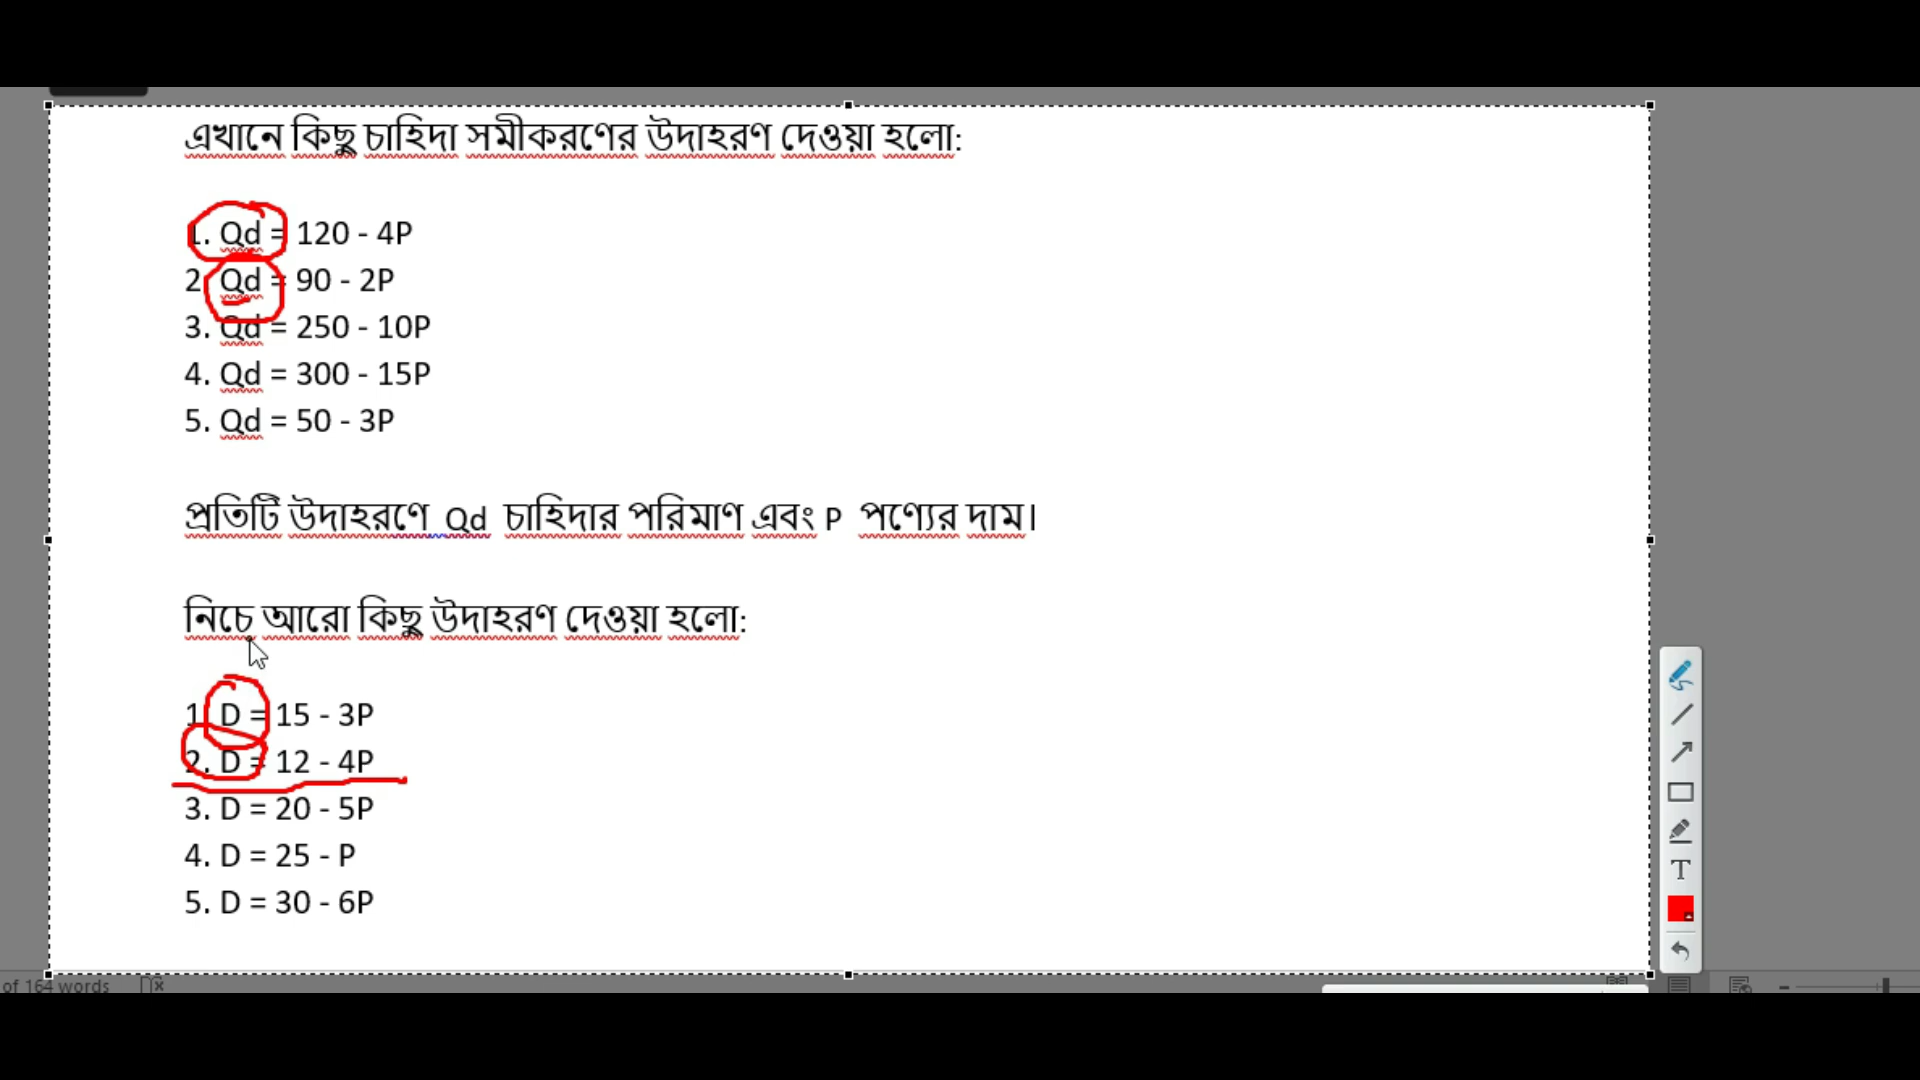 এখানে কিছু চাহিদা সমীকরণের উদাহরণ দেওয়া হলো:
1. Qd = 120 - 4P
2. Qd = 90 - 2P
3. Qd = 250 - 10P
4. Qd = 300 - 15P
5. Qd = 50 - 3P
প্রতিটি উদাহরণে Qd চাহিদার পরিমাণ এবং P পণ্যের দাম।
নিচে আরো কিছু উদাহরণ দেওয়া হলো:
1. D = 15 - 3P
2. D = 12 - 4P
3. D = 20 - 5P
4. D = 25 - P
5. D = 30 - 6P
T
of 164 words